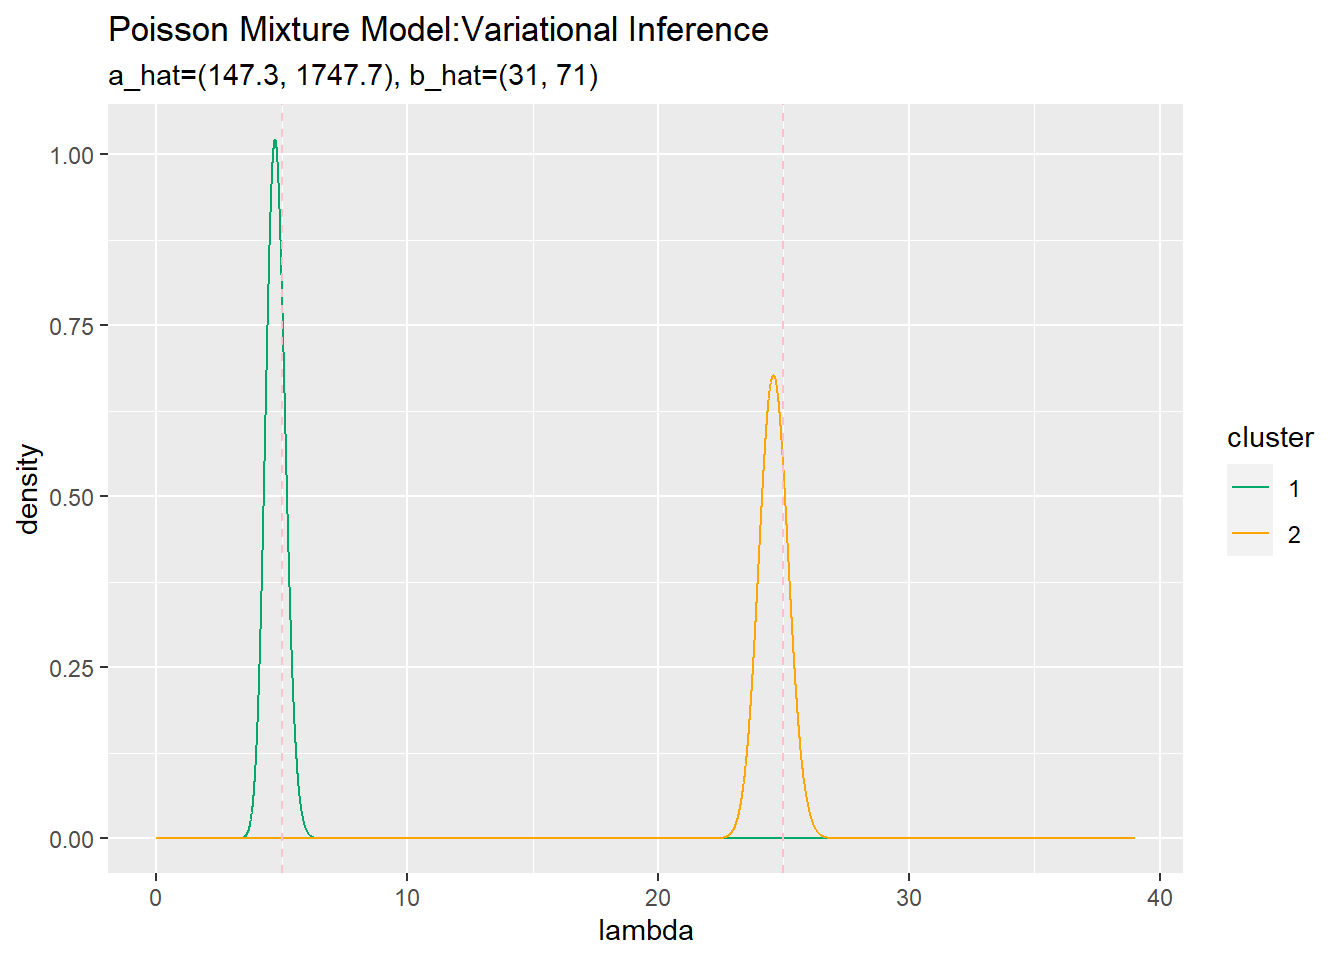 Poisson Mixture Model:Variational Inference
a_hat=(147.3, 1747.7), b_hat=(31, 71)
1.00
0.75
0.50
0.25
0.00
density
0 10 20 30 40
lambda
cluster
1
2